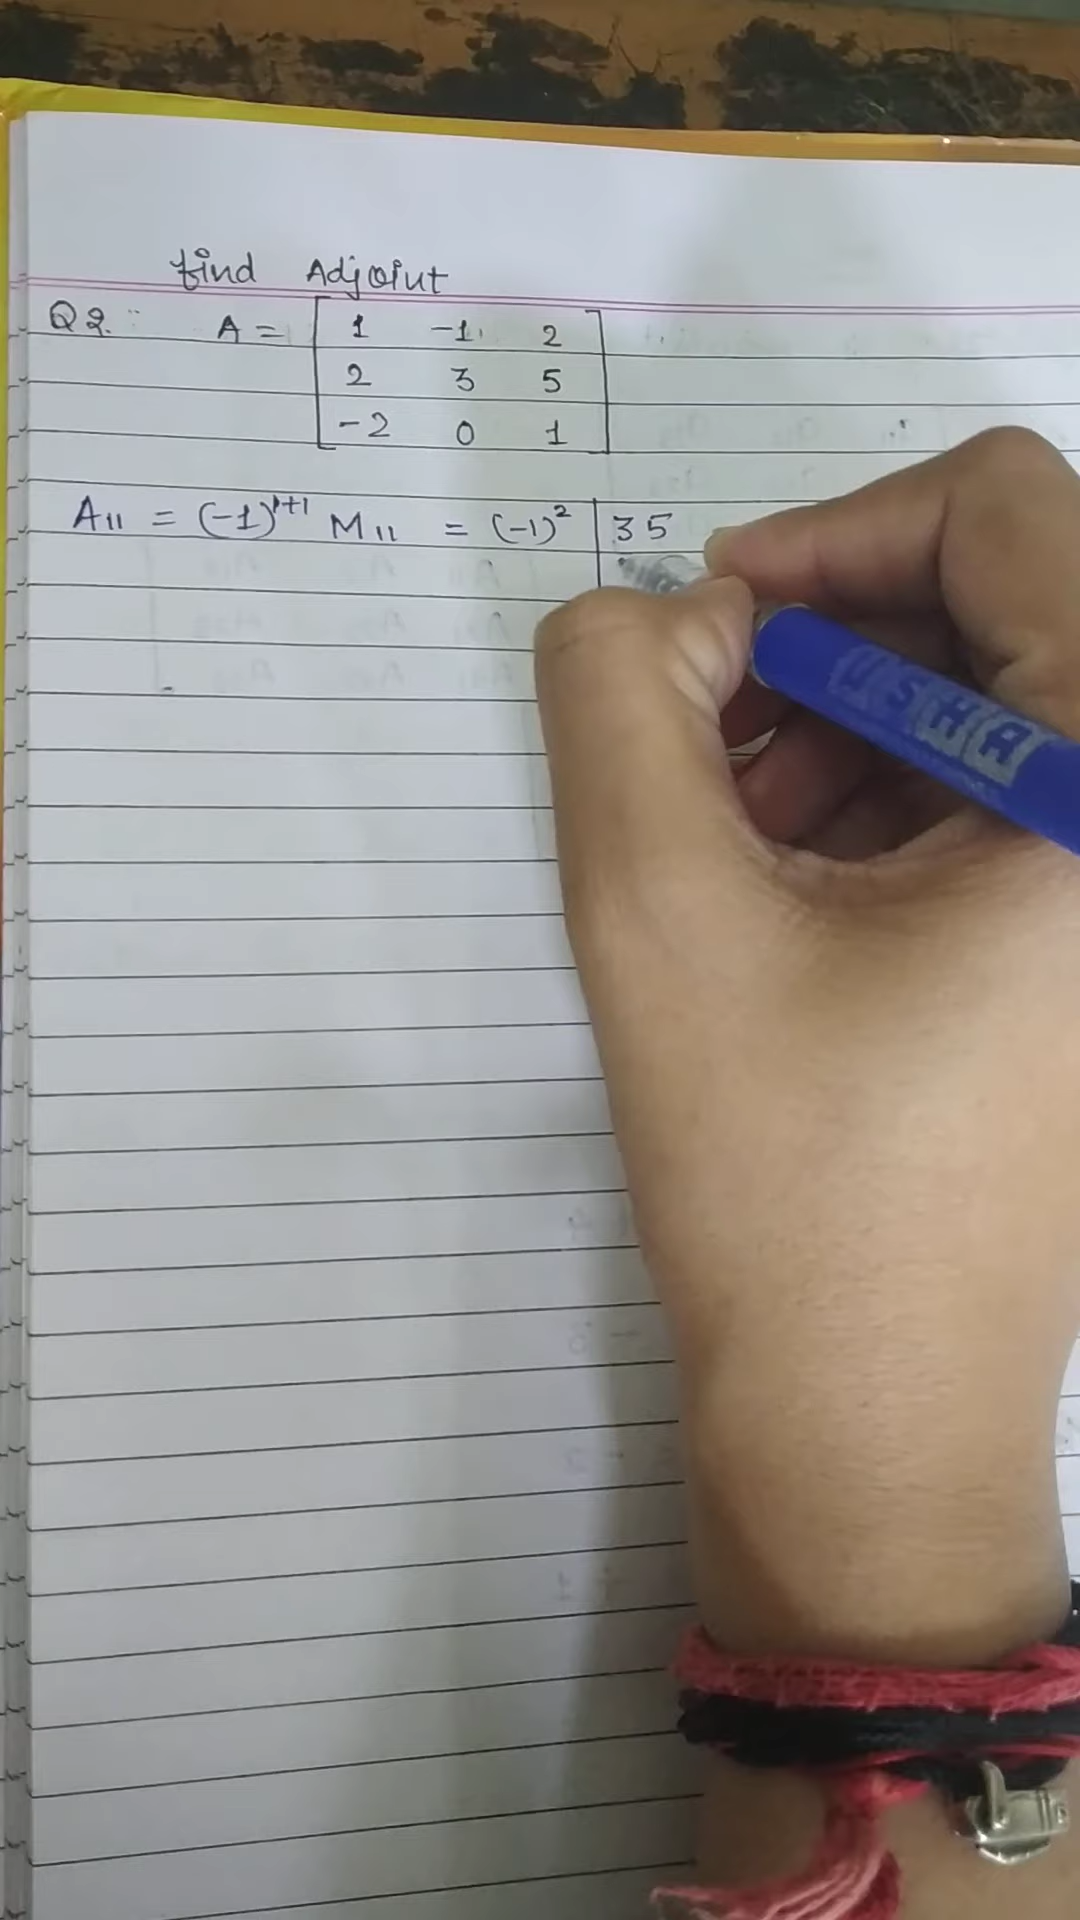 find Adjoint
Q2. A = [ 1 -1 2
2 3 5
-2 0 1 ]
A11 = (-1)^1+1 M11 = (-1)^2 | 3 5
USHA